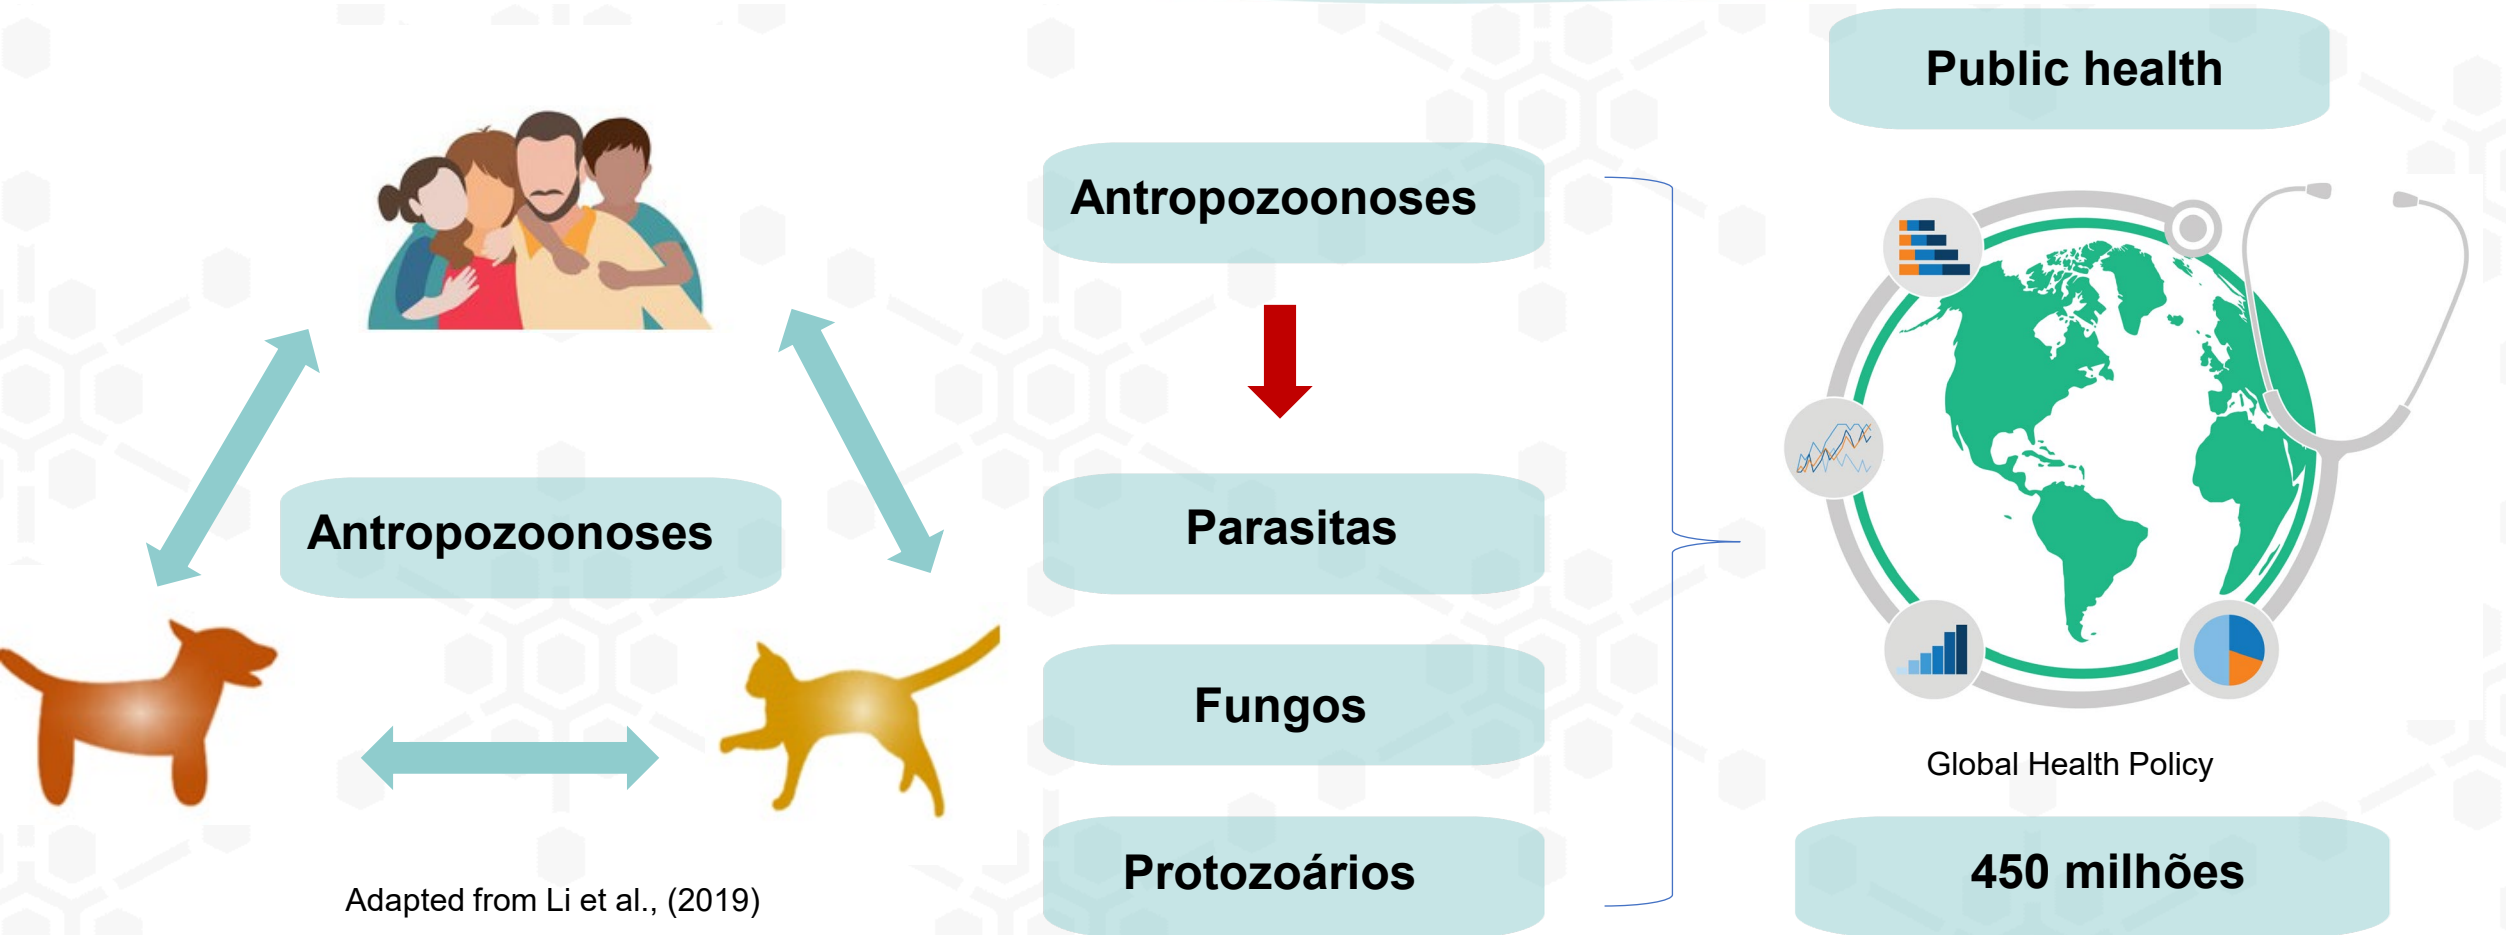 Public health
Antropozoonoses
Antropozoonoses
Parasitas
Fungos
Protozoários
Global Health Policy
450 milhões
Adapted from Li et al., (2019)